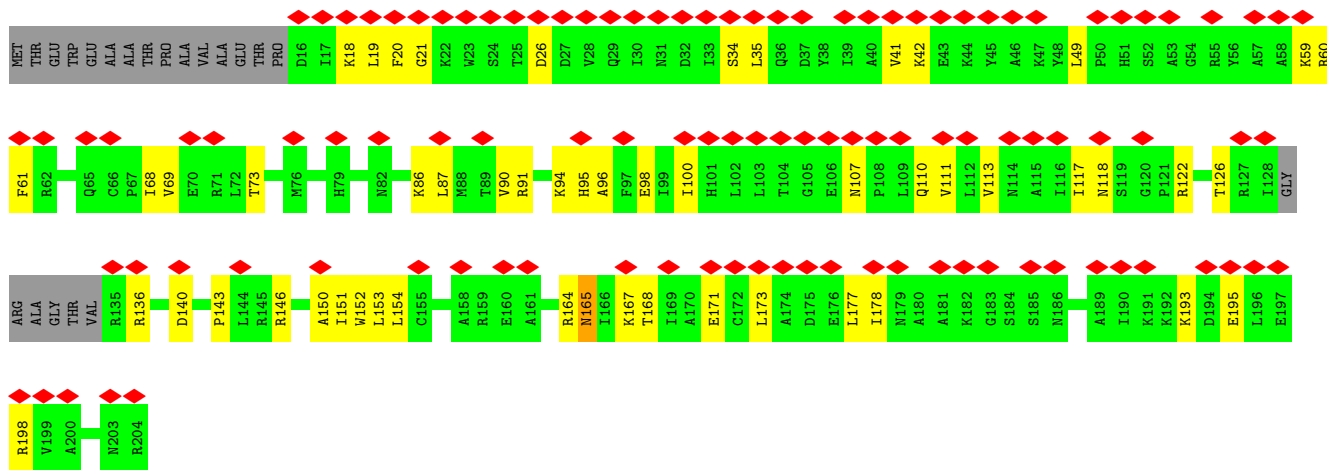 MET THR GLU TRP GLU ALA ALA THR PRO ALA VAL ALA GLU THR PRO D16 I17 K18 L19 F20 G21 K22 W23 S24 T25 D26 D27 V28 Q29 I30 N31 D32 I33 S34 L35 Q36 D37 Y38 I39 A40 V41 K42 E43 K44 Y45 A46 K47 Y48 L49 P50 H51 S52 A53 G54 R55 Y56 A57 A58 K59 R60
F61 R62 Q65 C66 P67 I68 V69 E70 R71 L72 T73 M76 H79 N82 K86 L87 M88 T89 V90 R91 K94 H95 A96 F97 E98 I99 I100 H101 L102 L103 T104 G105 E106 N107 P108 L109 Q110 V111 L112 V113 N114 A115 I116 I117 N118 S119 G120 P121 R122 T126 R127 I128 GLY
ARG ALA GLY THR VAL R135 R136 D140 P143 L144 R145 R146 A150 I151 W152 L153 L154 C155 A158 R159 E160 A161 R164 N165 I166 K167 T168 I169 A170 E171 C172 L173 A174 D175 E176 L177 I178 N179 A180 A181 K182 G183 S184 S185 N186 A189 I190 K191 K192 K193 D194 E195 L196 E197
R198 V199 A200 N203 R204